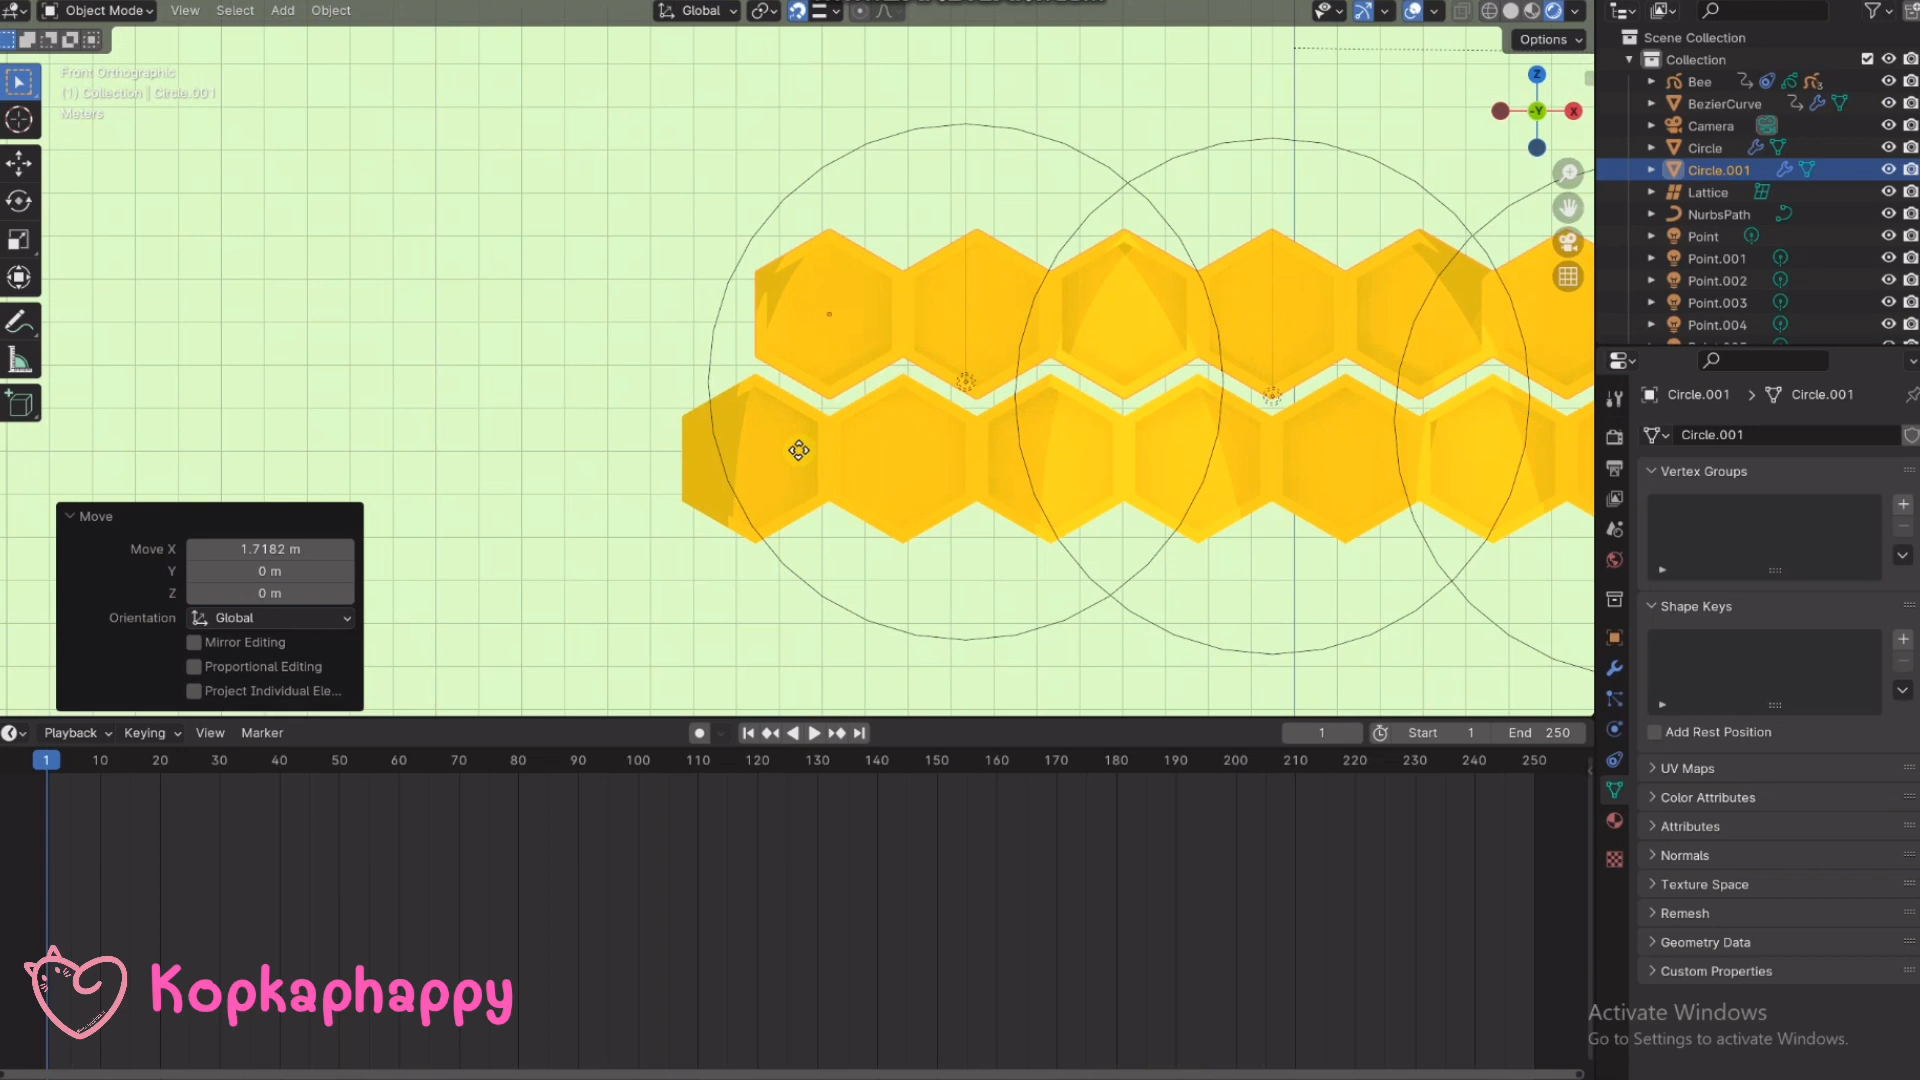 Object Mode View Select Add Object Global
Options
Front Orthographic
(1) Collection | Circle.001
Meters
Z
-Y
X
Move
Move X 1.7182 m
Y 0 m
Z 0 m
Orientation Global
Mirror Editing
Proportional Editing
Project Individual Ele...
Scene Collection
Collection
Bee
BezierCurve
Camera
Circle
Circle.001
Lattice
NurbsPath
Point
Point.001
Point.002
Point.003
Point.004
Circle.001 > Circle.001
Circle.001
Vertex Groups
Shape Keys
Add Rest Position
UV Maps
Color Attributes
Attributes
Normals
Texture Space
Remesh
Geometry Data
Custom Properties
Playback Keying View Marker 1 Start 1 End 250
1 10 20 30 40 50 60 70 80 90 100 110 120 130 140 150 160 170 180 190 200 210 220 230 240 250
Kopkaphappy
Activate Windows
Go to Settings to activate Windows.